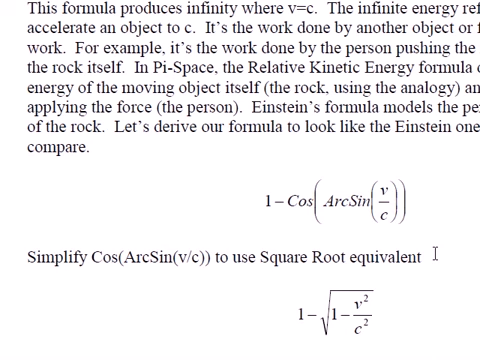 This formula produces infinity where v=c. The infinite energy
accelerate an object to c. It's the work done by another object or
work. For example, it's the work done by the person pushing the
the rock itself. In Pi-Space, the Relative Kinetic Energy formula
energy of the moving object itself (the rock, using the analogy)
applying the force (the person). Einstein's formula models the
of the rock. Let's derive our formula to look like the Einstein one
compare.
1 − Cos(ArcSin(v/c))
Simplify Cos(ArcSin(v/c)) to use Square Root equivalent
1 − √(1 − v²/c²)